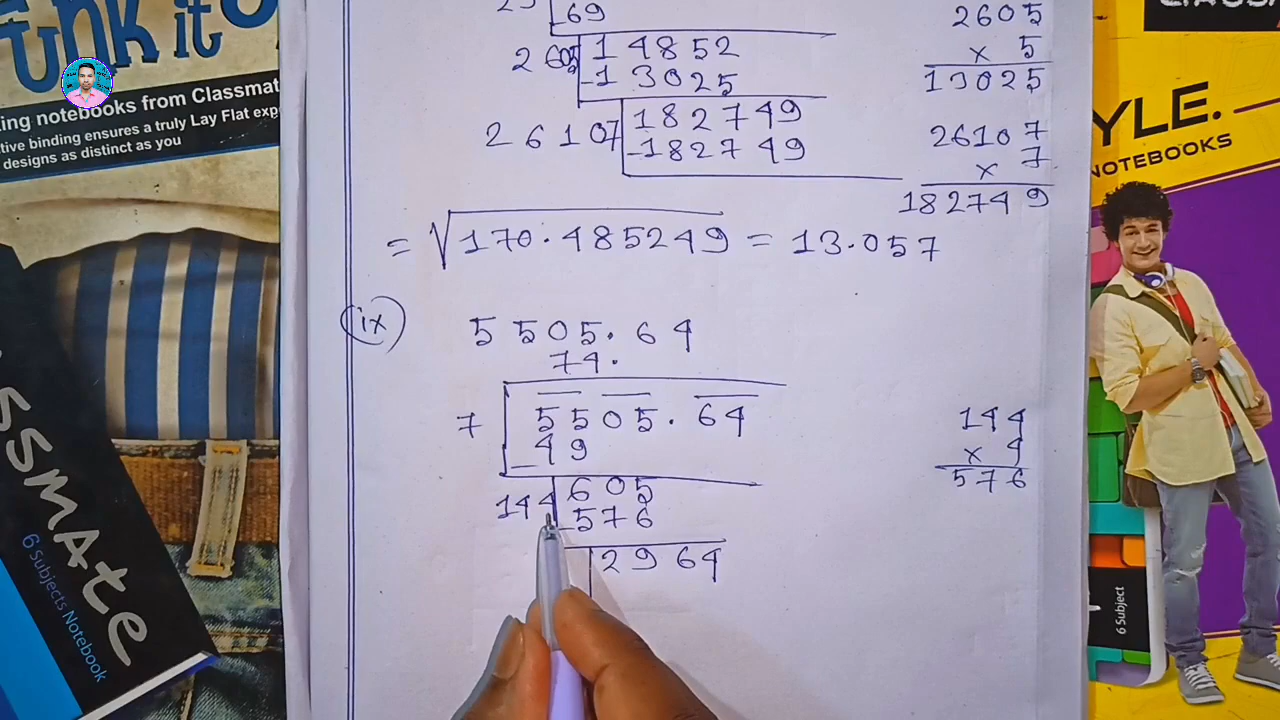 unk it
ing notebooks from Classmat
tive binding ensures a truly Lay Flat exp
designs as distinct as you
SSMATE
6 Subjects Notebook
-69
2605 14852
-13025
26107 182749
-182749
2605
x 5
13025
26107
x 7
182749
= √170.485249 = 13.057
(ix)
5505.64
74.
7 5505.64
-49
144 605
-576
2964
144
x 4
576
YLE.
NOTEBOOKS
6 Subject